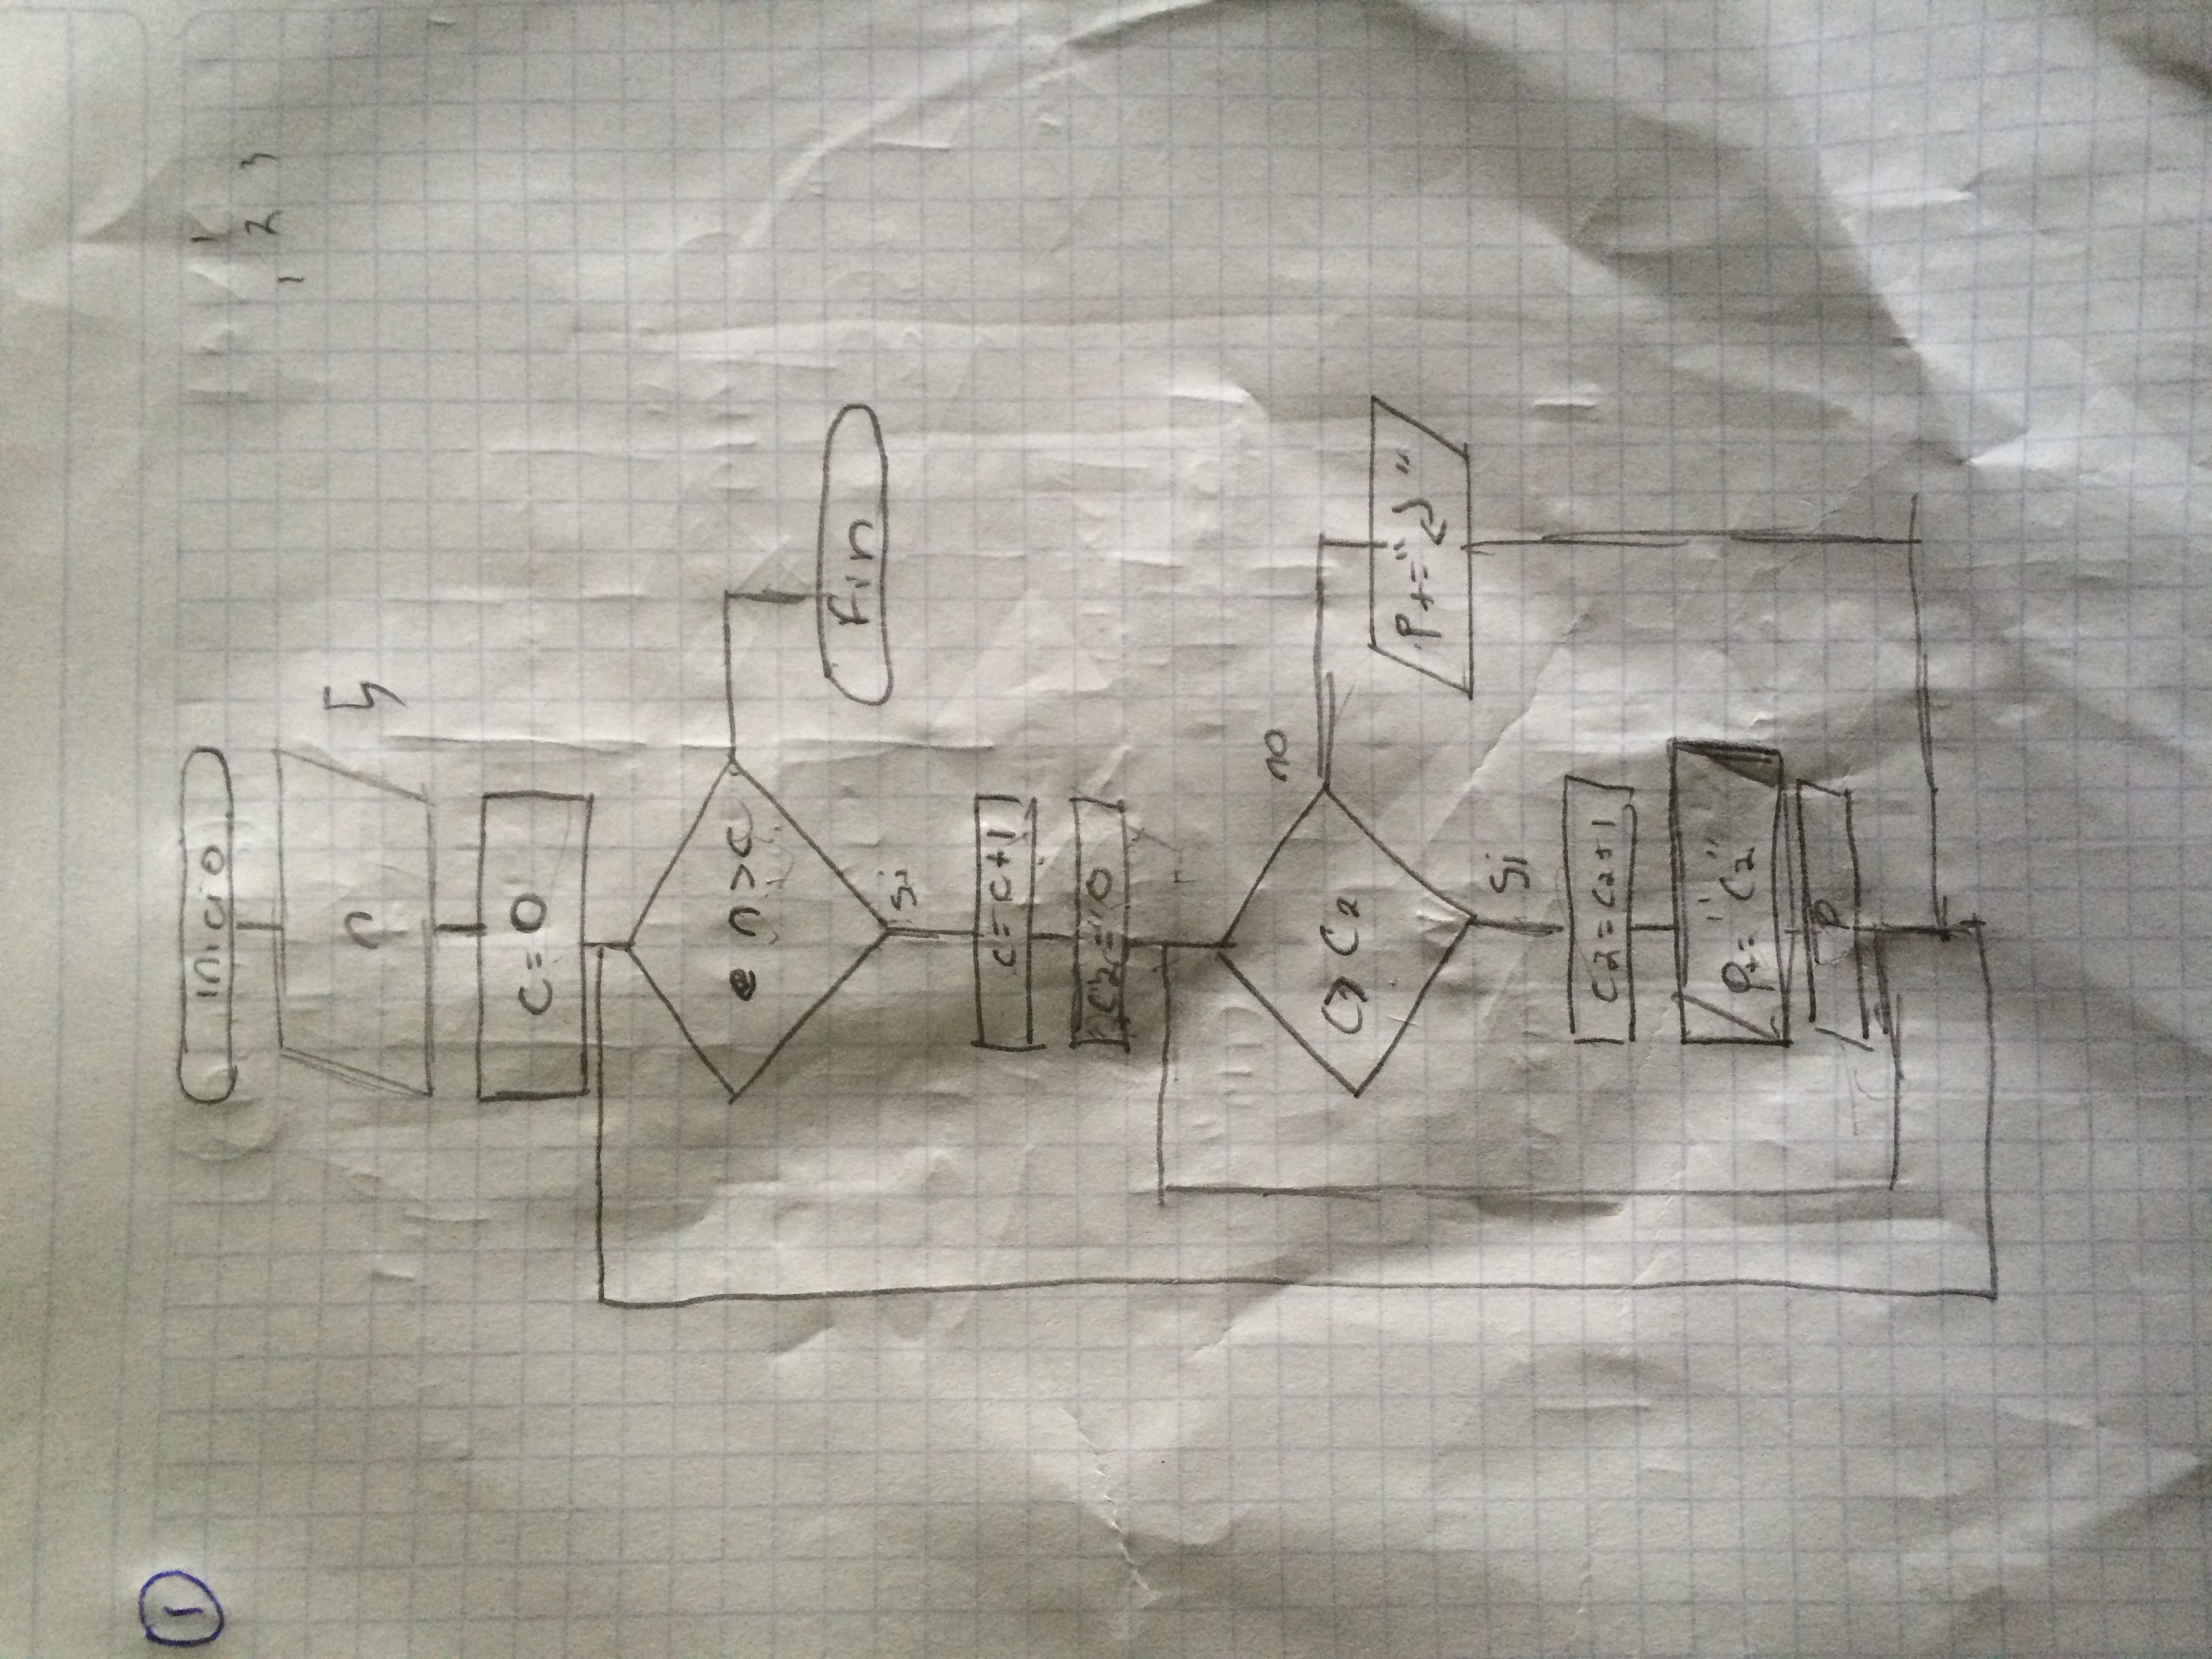 1
inicio
1
2 3
1
n
5
c=0
n>c
Fin
si
c=c+1
C2=0
no
C> C2
P+="↲"
Si
C2=C2+1
P+="C2"
P